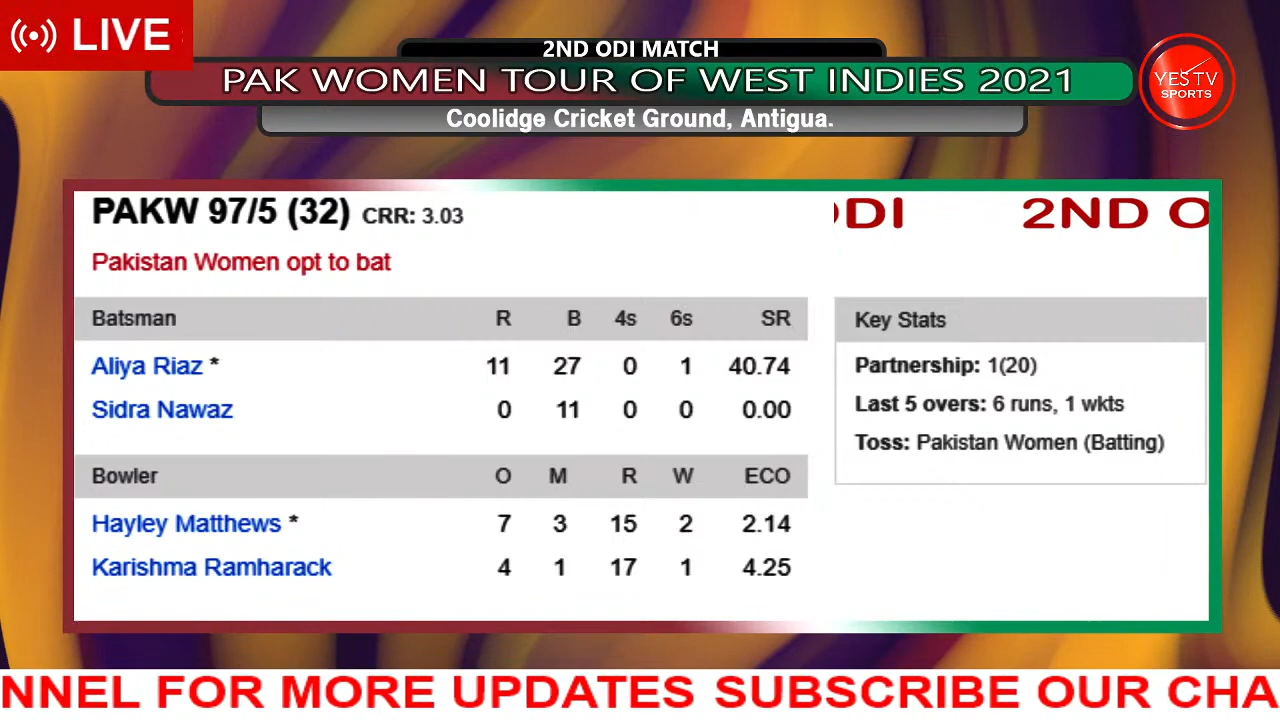 LIVE
2ND ODI MATCH
PAK WOMEN TOUR OF WEST INDIES 2021
YESTV
SPORTS
Coolidge Cricket Ground, Antigua.
PAKW 97/5 (32) CRR: 3.03
DI 2ND O
Pakistan Women opt to bat
Batsman R B 4s 6s SR
Aliya Riaz * 11 27 0 1 40.74
Sidra Nawaz 0 11 0 0 0.00
Bowler O M R W ECO
Hayley Matthews * 7 3 15 2 2.14
Karishma Ramharack 4 1 17 1 4.25
Key Stats
Partnership: 1(20)
Last 5 overs: 6 runs, 1 wkts
Toss: Pakistan Women (Batting)
NNEL FOR MORE UPDATES SUBSCRIBE OUR CHA